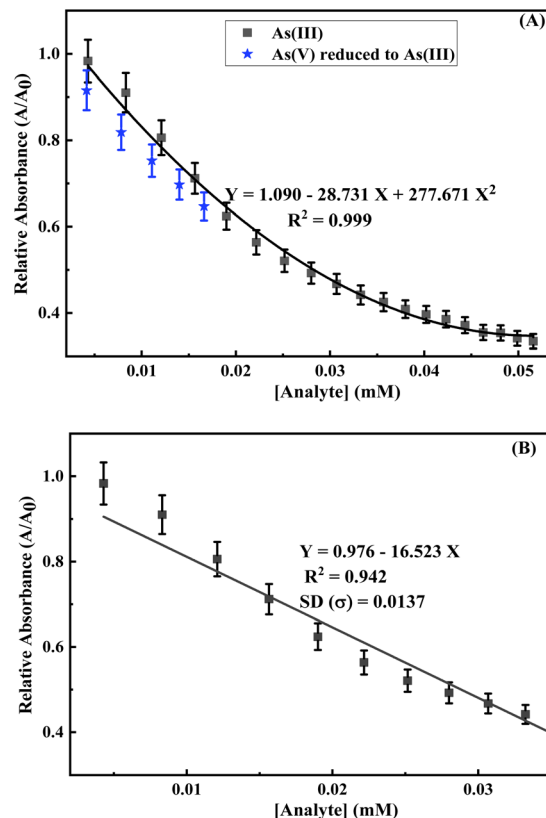 (A)
As(III)
As(V) reduced to As(III)
Y = 1.090 - 28.731 X + 277.671 X²
R² = 0.999
1.0
0.8
0.6
0.4
Relative Absorbance (A/A₀)
0.01 0.02 0.03 0.04 0.05
[Analyte] (mM)
(B)
Y = 0.976 - 16.523 X
R² = 0.942
SD (σ) = 0.0137
1.0
0.8
0.6
0.4
Relative Absorbance (A/A₀)
0.01 0.02 0.03
[Analyte] (mM)